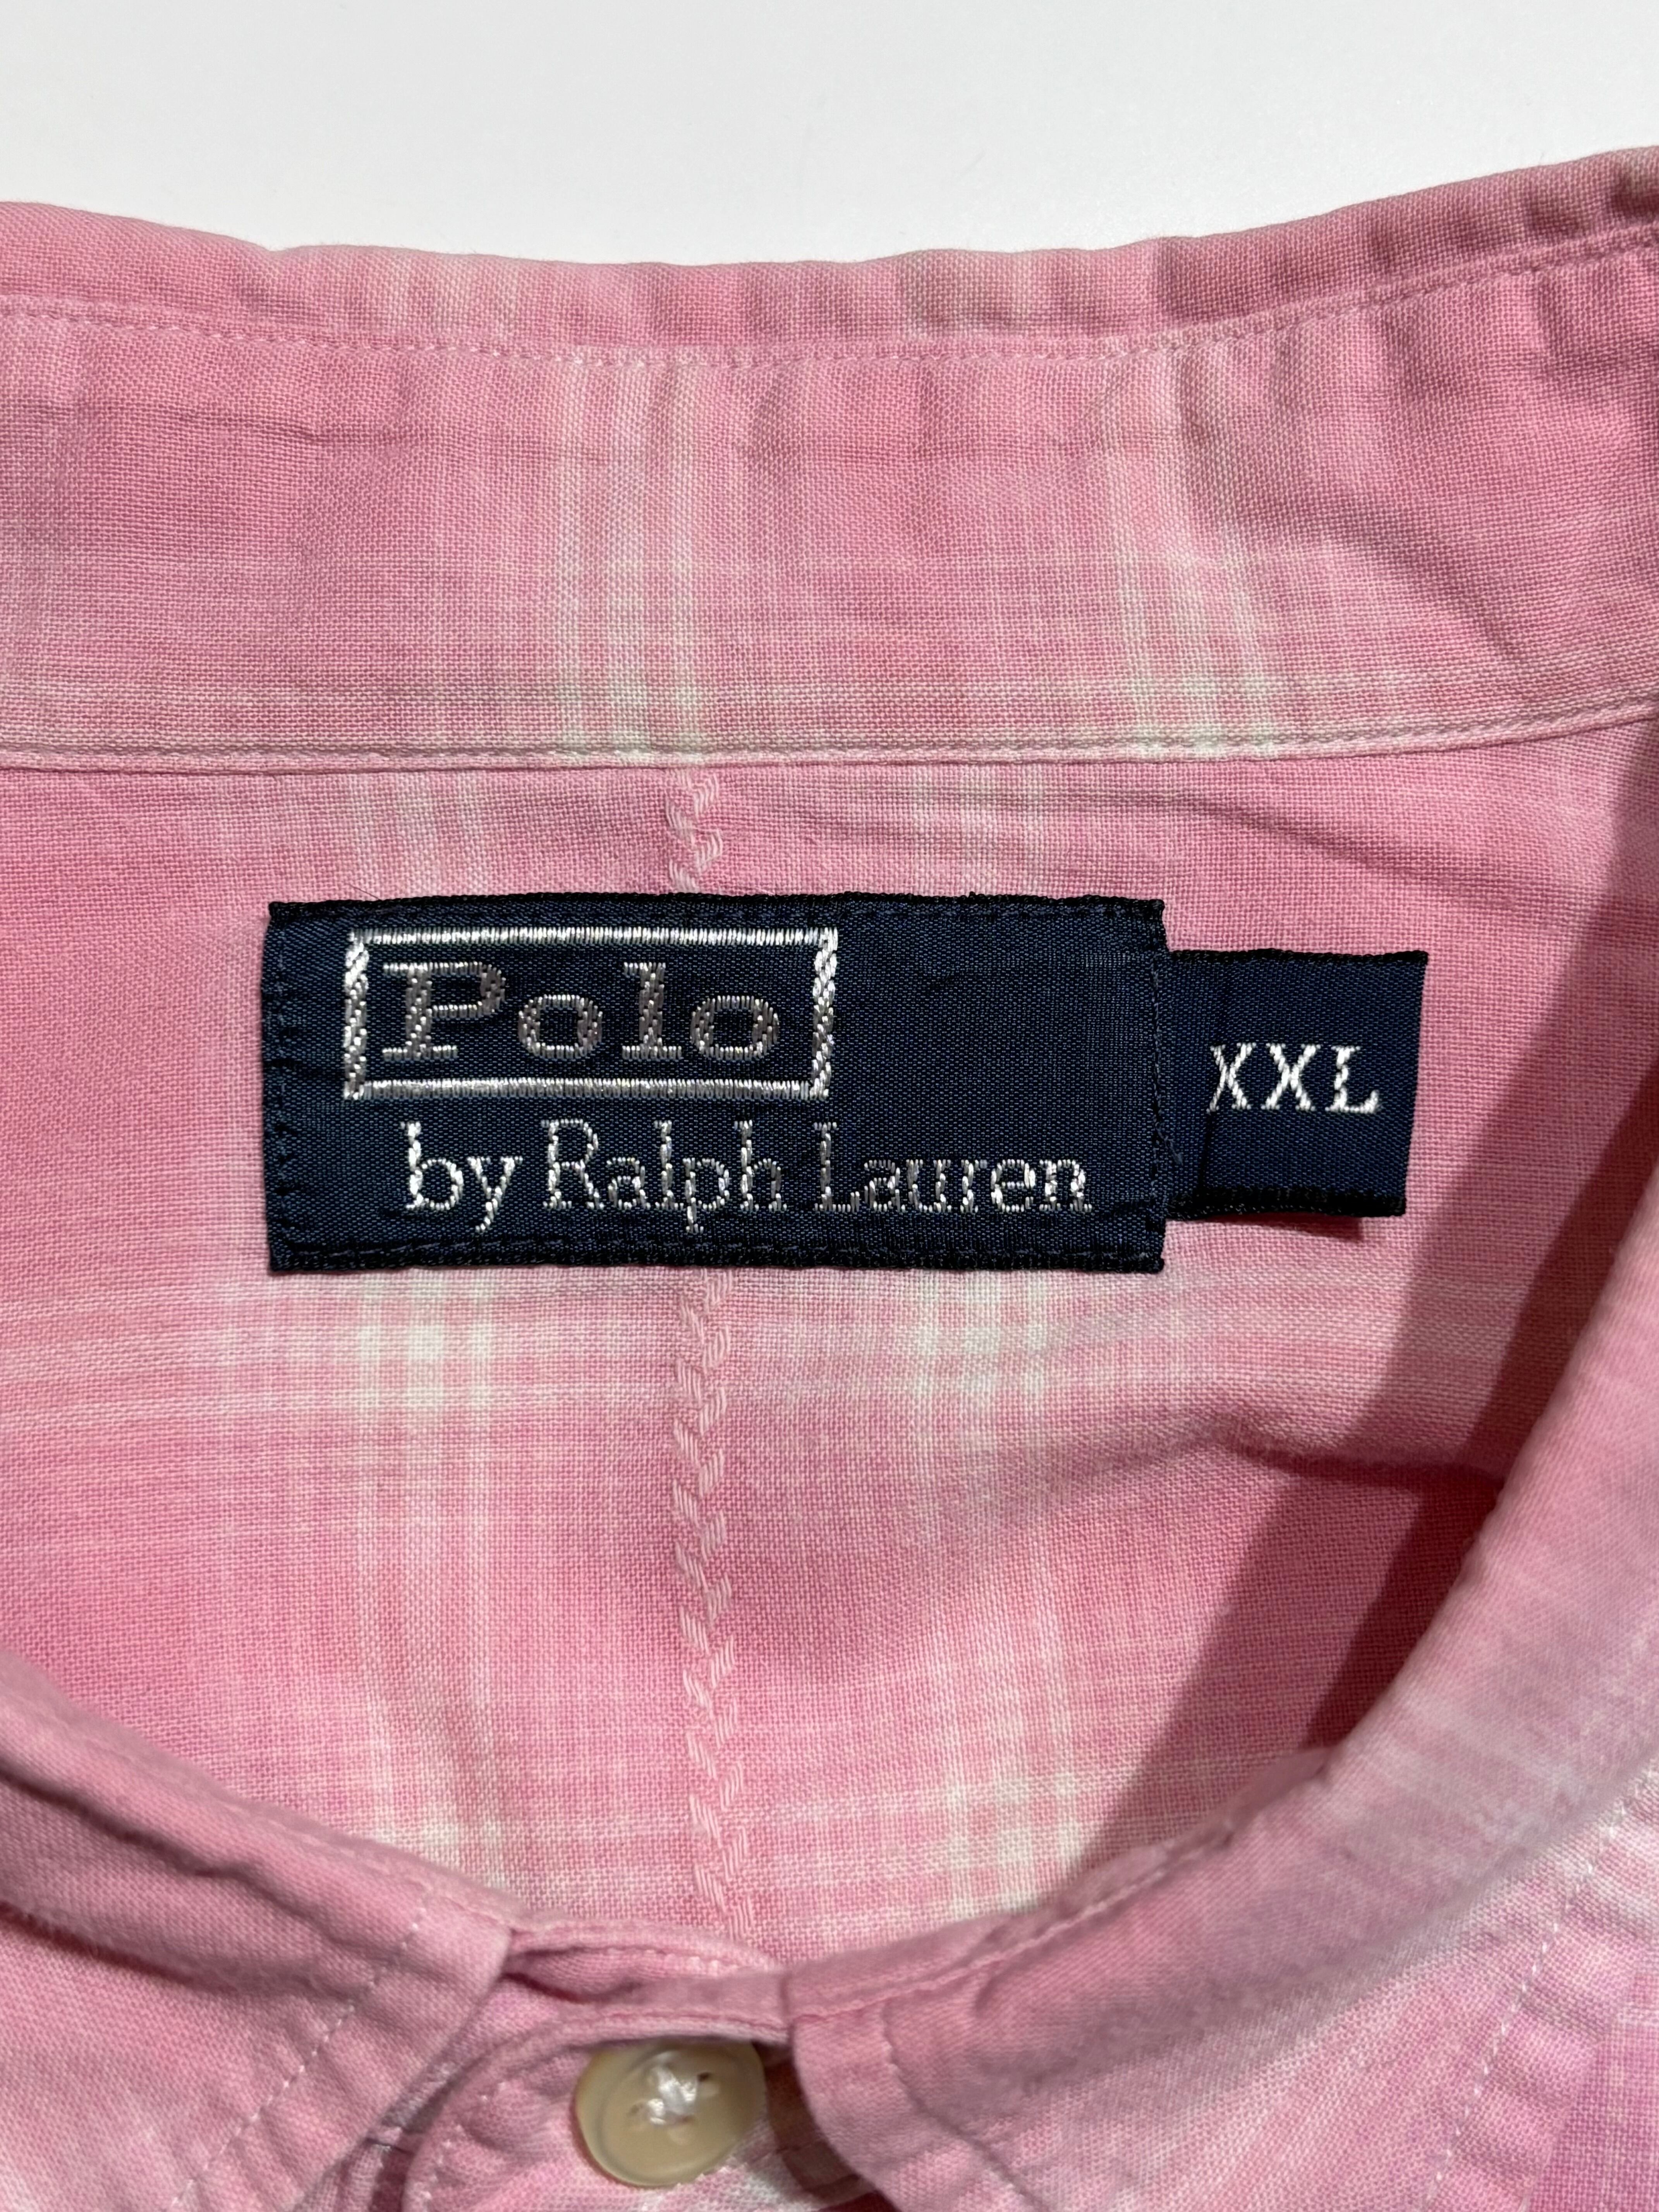 Polo
by Ralph Lauren
XXL